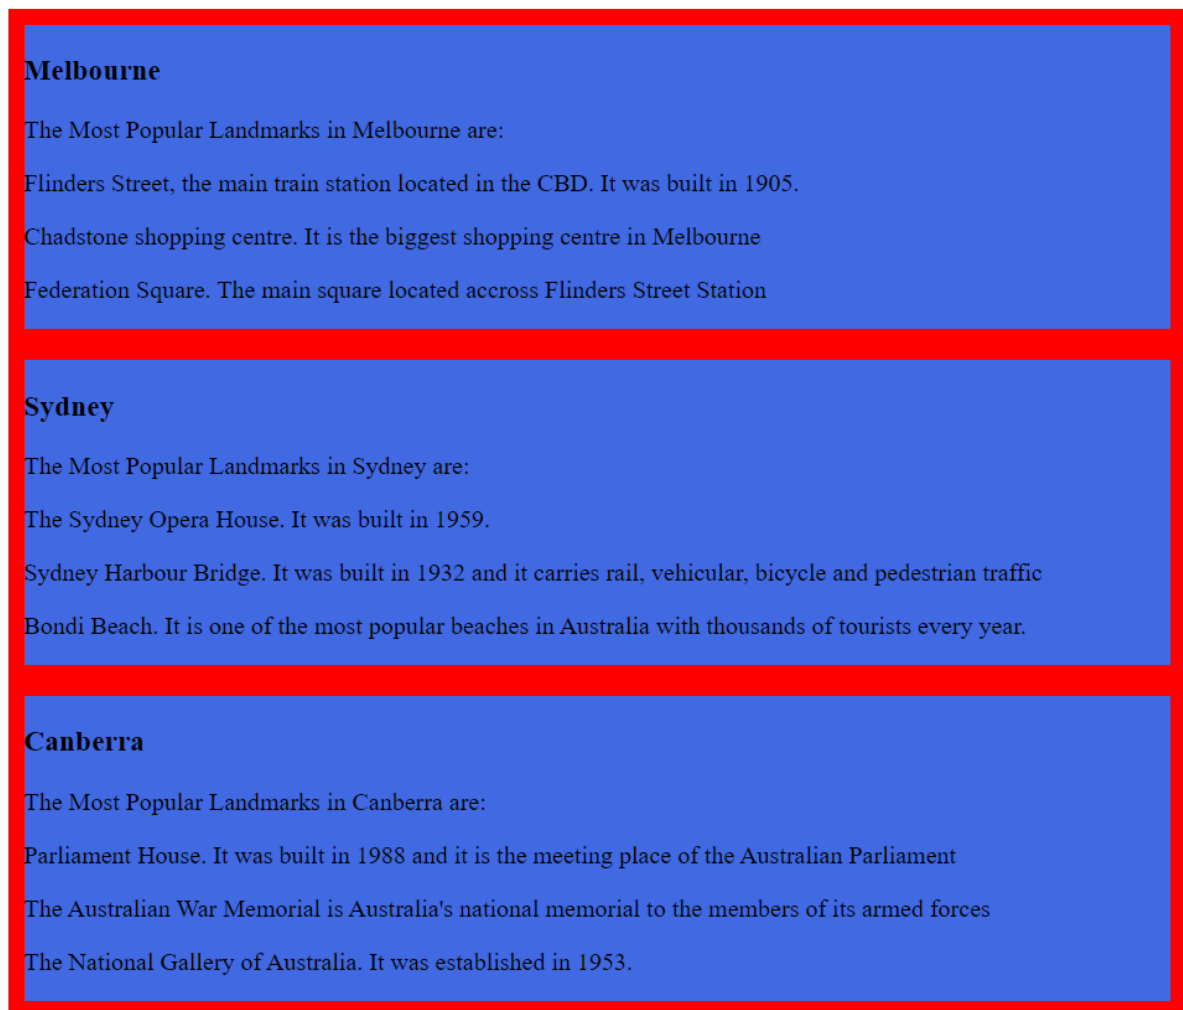 Melbourne
The Most Popular Landmarks in Melbourne are:
Flinders Street, the main train station located in the CBD. It was built in 1905.
Chadstone shopping centre. It is the biggest shopping centre in Melbourne
Federation Square. The main square located accross Flinders Street Station
Sydney
The Most Popular Landmarks in Sydney are:
The Sydney Opera House. It was built in 1959.
Sydney Harbour Bridge. It was built in 1932 and it carries rail, vehicular, bicycle and pedestrian traffic
Bondi Beach. It is one of the most popular beaches in Australia with thousands of tourists every year.
Canberra
The Most Popular Landmarks in Canberra are:
Parliament House. It was built in 1988 and it is the meeting place of the Australian Parliament
The Australian War Memorial is Australia's national memorial to the members of its armed forces
The National Gallery of Australia. It was established in 1953.